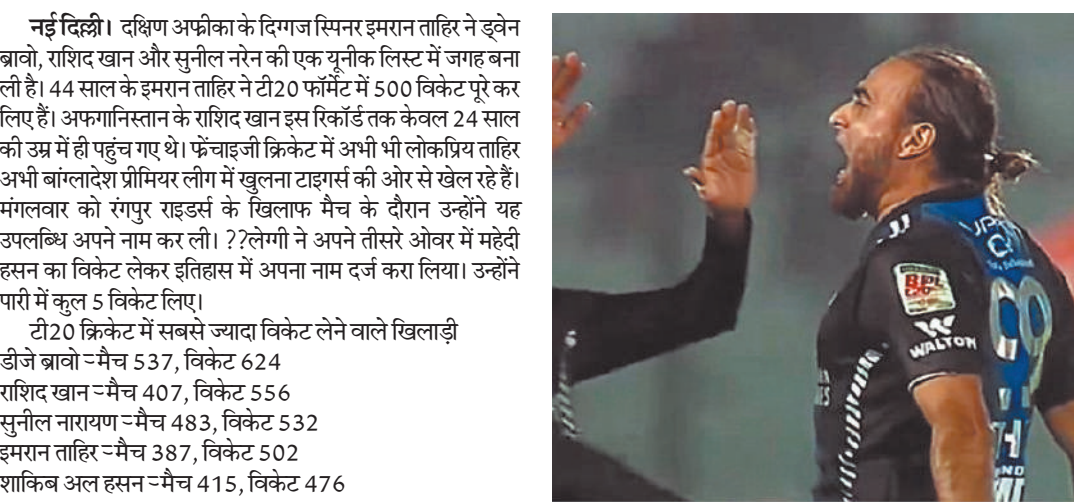 नई दिल्ली। दक्षिण अफ्रीका के दिग्गज स्पिनर इमरान ताहिर ने ड्वेन
ब्रावो, राशिद खान और सुनील नरेन की एक यूनीक लिस्ट में जगह बना
ली है। 44 साल के इमरान ताहिर ने टी20 फॉर्मेट में 500 विकेट पूरे कर
लिए हैं। अफगानिस्तान के राशिद खान इस रिकॉर्ड तक केवल 24 साल
की उम्र में ही पहुंच गए थे। फ्रेंचाइजी क्रिकेट में अभी भी लोकप्रिय ताहिर
अभी बांग्लादेश प्रीमियर लीग में खुलना टाइगर्स की ओर से खेल रहे हैं।
मंगलवार को रंगपुर राइडर्स के खिलाफ मैच के दौरान उन्होंने यह
उपलब्धि अपने नाम कर ली। ??लेग्गी ने अपने तीसरे ओवर में महेदी
हसन का विकेट लेकर इतिहास में अपना नाम दर्ज करा लिया। उन्होंने
पारी में कुल 5 विकेट लिए।
टी20 क्रिकेट में सबसे ज्यादा विकेट लेने वाले खिलाड़ी
डीजे ब्रावो -मैच 537, विकेट 624
राशिद खान -मैच 407, विकेट 556
सुनील नारायण -मैच 483, विकेट 532
इमरान ताहिर -मैच 387, विकेट 502
शाकिब अल हसन -मैच 415, विकेट 476
BPL
WALTON
99